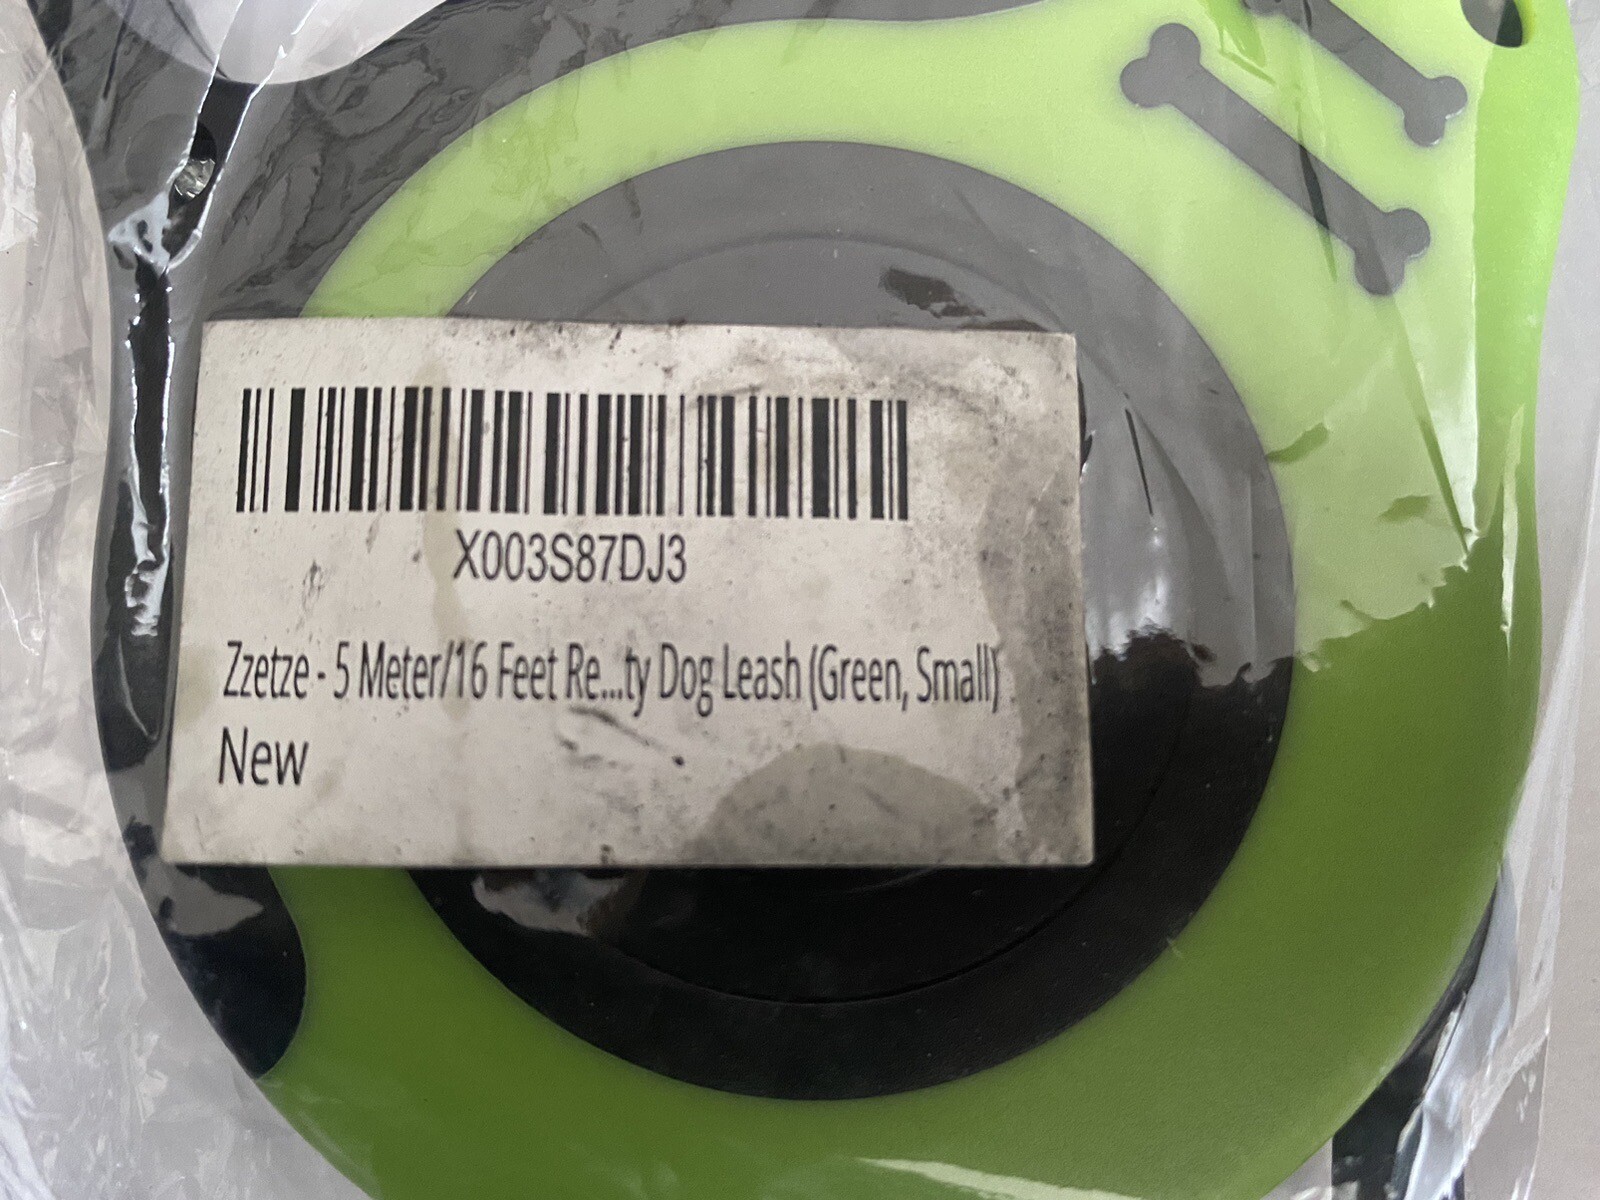 X003S87DJ3
Zzetze - 5 Meter/16 Feet Re...ty Dog Leash (Green, Small)
New